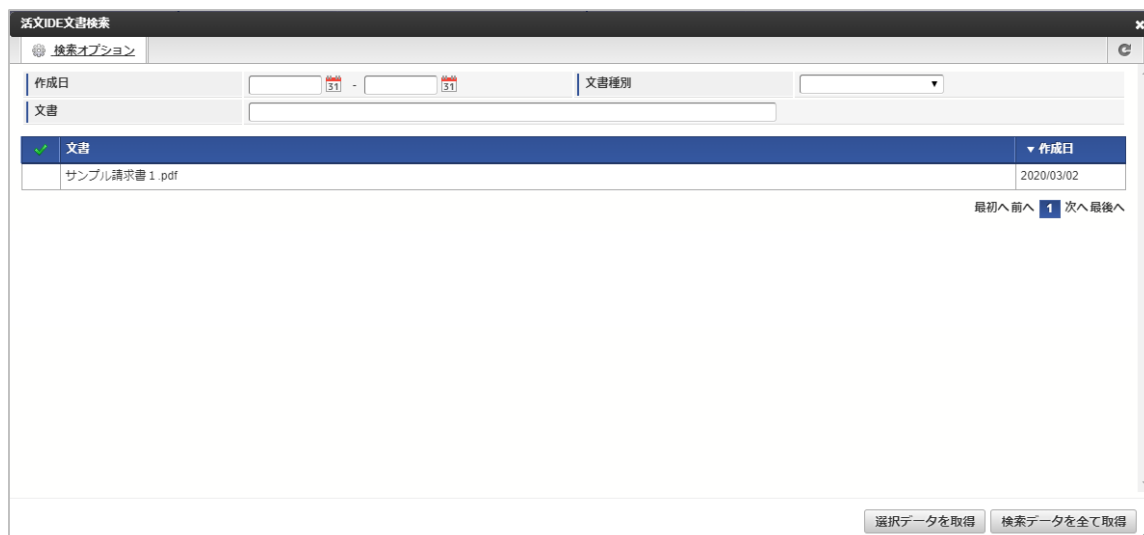 活文IDE文書検索
検索オプション
作成日 31 - 31 文書種別
文書
文書 ▼作成日
サンプル請求書1.pdf 2020/03/02
最初へ 前へ 1 次へ 最後へ
選択データを取得 検索データを全て取得